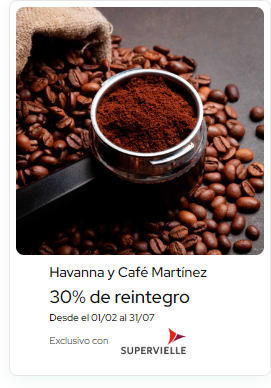 Havanna y Café Martínez
30% de reintegro
Desde el 01/02 al 31/07
Exclusivo con SUPERVIELLE